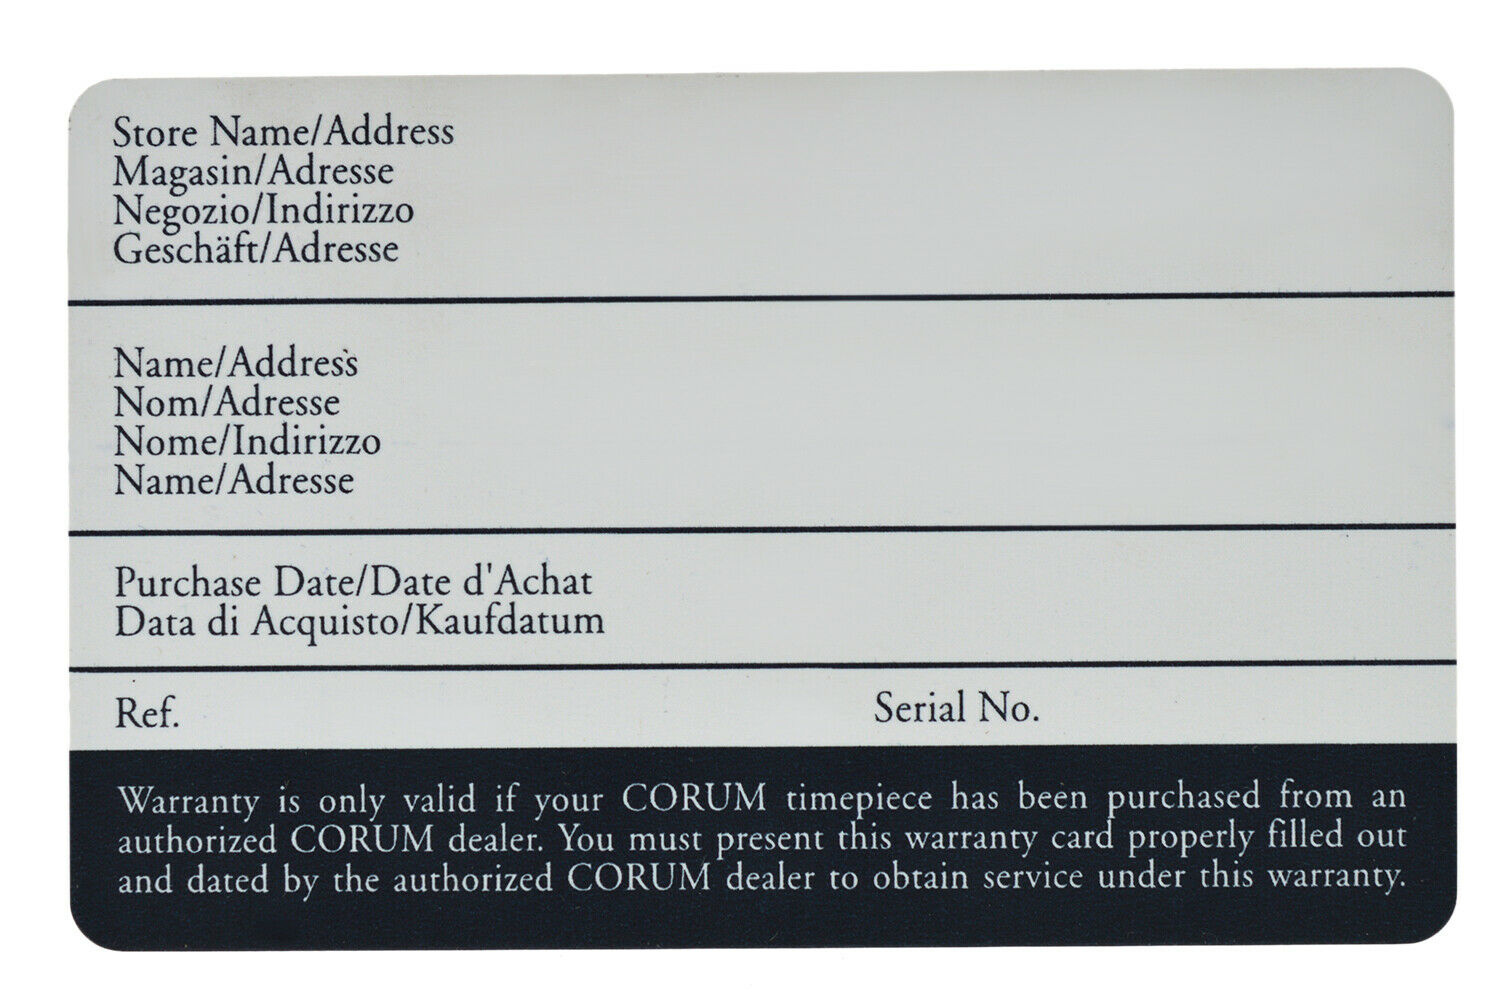 Store Name/Address
Magasin/Adresse
Negozio/Indirizzo
Geschäft/Adresse
Name/Address
Nom/Adresse
Nome/Indirizzo
Name/Adresse
Purchase Date/Date d'Achat
Data di Acquisto/Kaufdatum
Ref. Serial No.
Warranty is only valid if your CORUM timepiece has been purchased from an
authorized CORUM dealer. You must present this warranty card properly filled out
and dated by the authorized CORUM dealer to obtain service under this warranty.